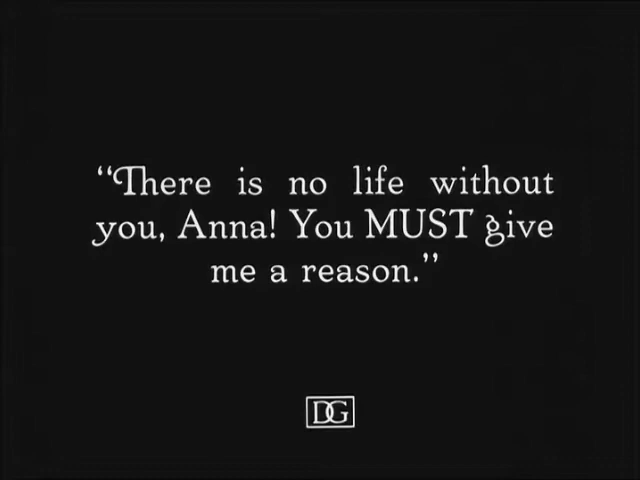 “There is no life without
you, Anna! You MUST give
me a reason.”
DG